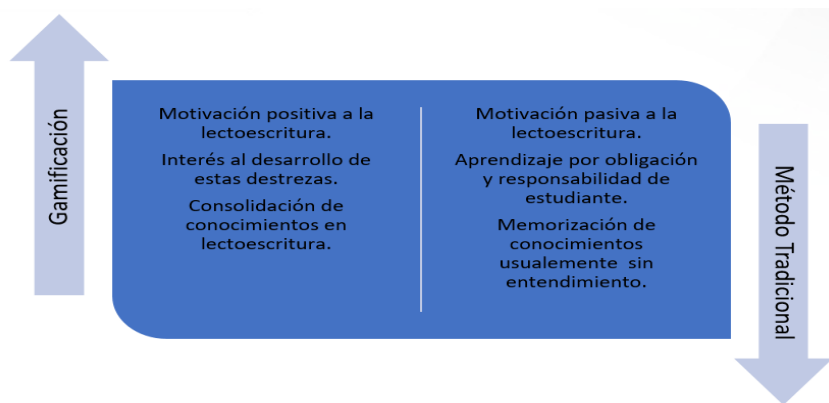 Gamificación
Motivación positiva a la
lectoescritura.
Interés al desarrollo de
estas destrezas.
Consolidación de
conocimientos en
lectoescritura.
Motivación pasiva a la
lectoescritura.
Aprendizaje por obligación
y responsabilidad de
estudiante.
Memorización de
conocimientos
usualemente sin
entendimiento.
Método Tradicional